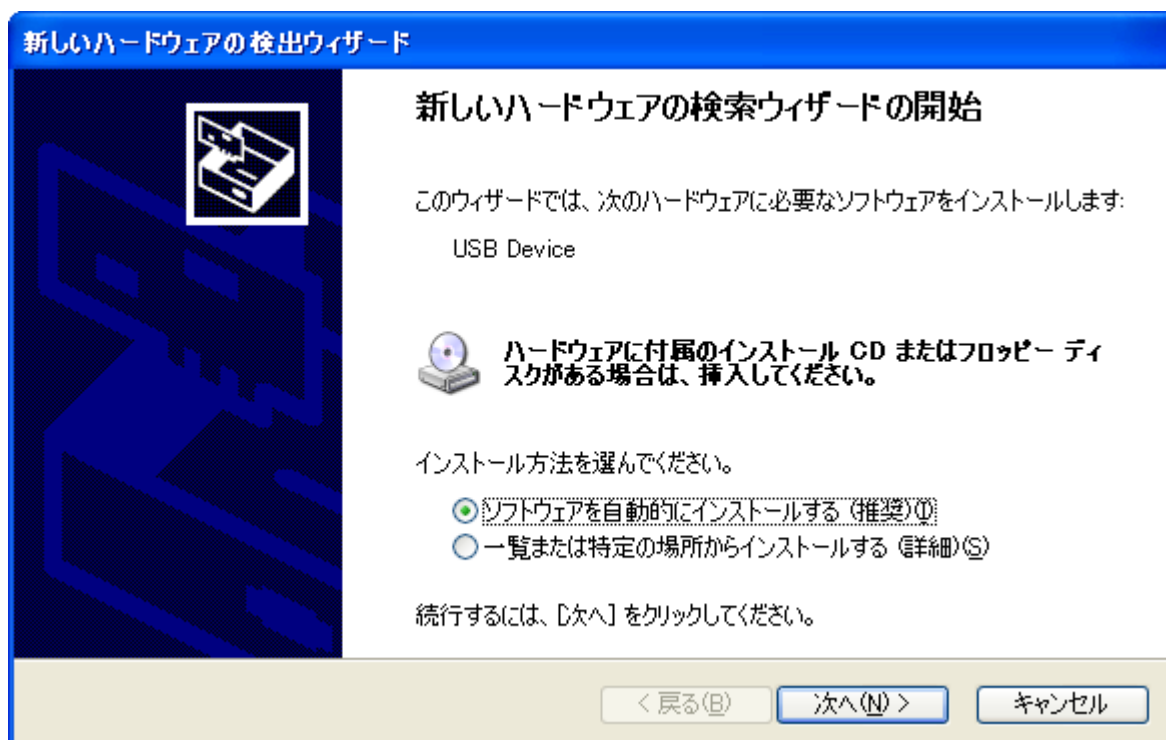 新しいハードウェアの検出ウィザード
新しいハードウェアの検索ウィザードの開始
このウィザードでは、次のハードウェアに必要なソフトウェアをインストールします:
USB Device
ハードウェアに付属のインストール CD またはフロッピー ディ
スクがある場合は、挿入してください。
インストール方法を選んでください。
ソフトウェアを自動的にインストールする (推奨)(I)
一覧または特定の場所からインストールする (詳細)(S)
続行するには、[次へ] をクリックしてください。
< 戻る(B)
次へ(N) >
キャンセル